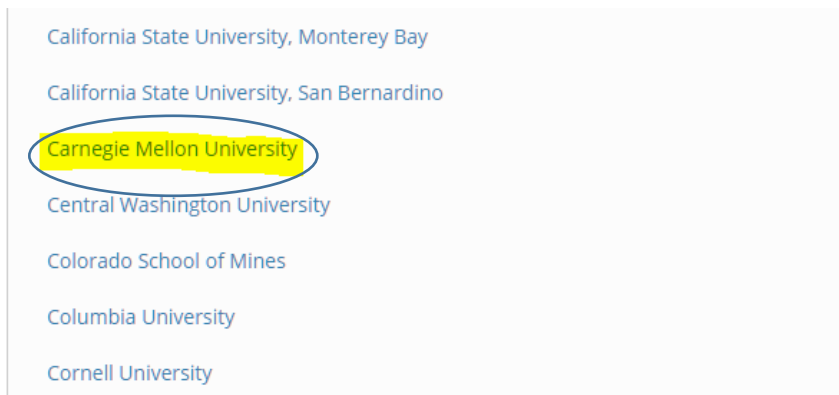 California State University, Monterey Bay
California State University, San Bernardino
Carnegie Mellon University
Central Washington University
Colorado School of Mines
Columbia University
Cornell University